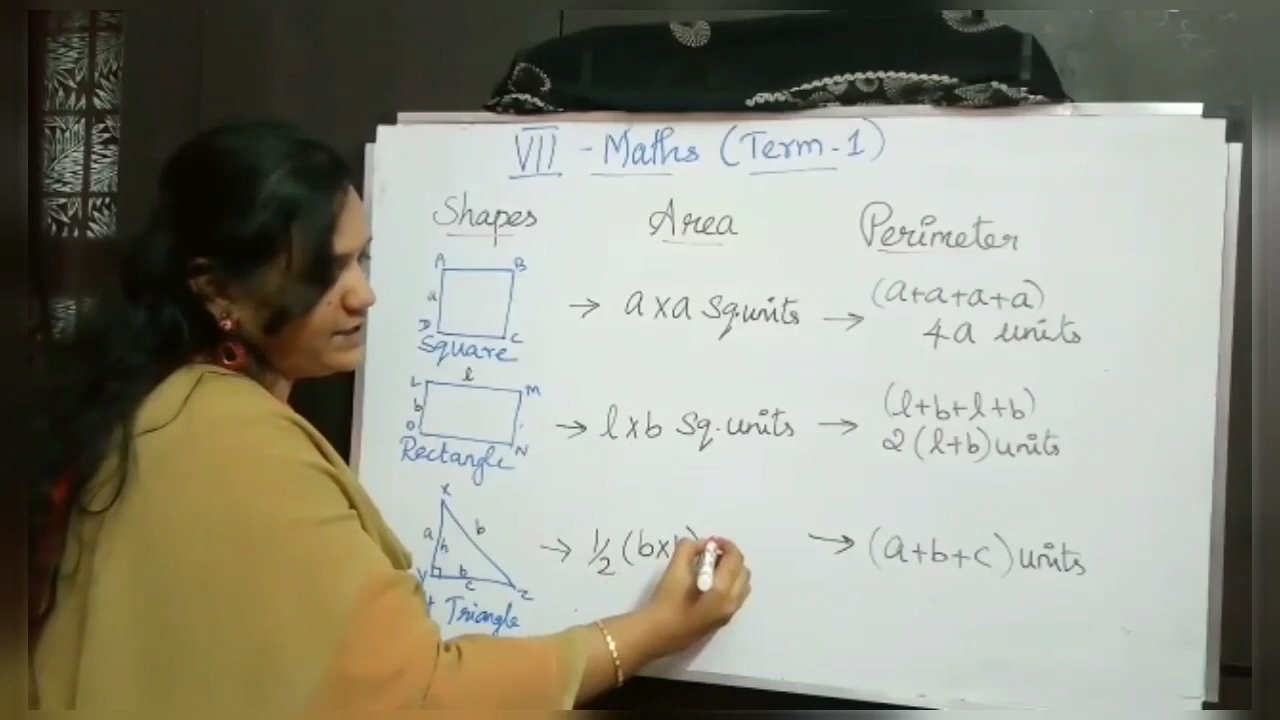 VII - Maths (Term-1)
Shapes Area Perimeter
A B
a
D C
Square
→ a x a Sq.units → (a+a+a+a)
4a units
l
L M
b
O N
Rectangle
→ l x b Sq.units → (l+b+l+b)
2(l+b) units
X
a h b
Y b Z
c
Triangle
→ 1/2 (b x → (a+b+c) units